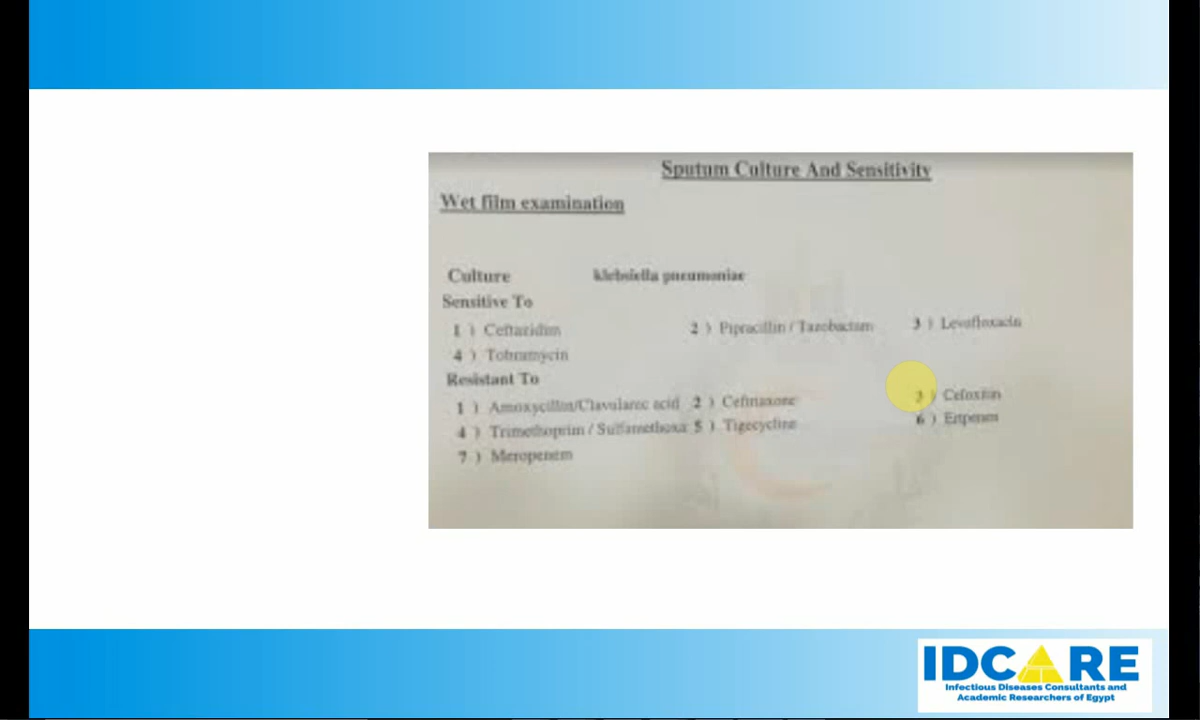 Sputum Culture And Sensitivity
Wet film examination
Culture klebsiella pneumoniae
Sensitive To
1 ) Ceftazidim 2 ) Pipracillin / Tazobactam 3 ) Levofloxacin
4 ) Tobramycin
Resistant To
1 ) Amoxycillin/Clavulanic acid 2 ) Ceftriaxone 3 ) Cefoxitin
4 ) Trimethoprim / Sulfamethoxa 5 ) Tigecycline 6 )
7 ) Meropenem
IDCARE
Infectious Diseases Consultants and
Academic Researchers of Egypt